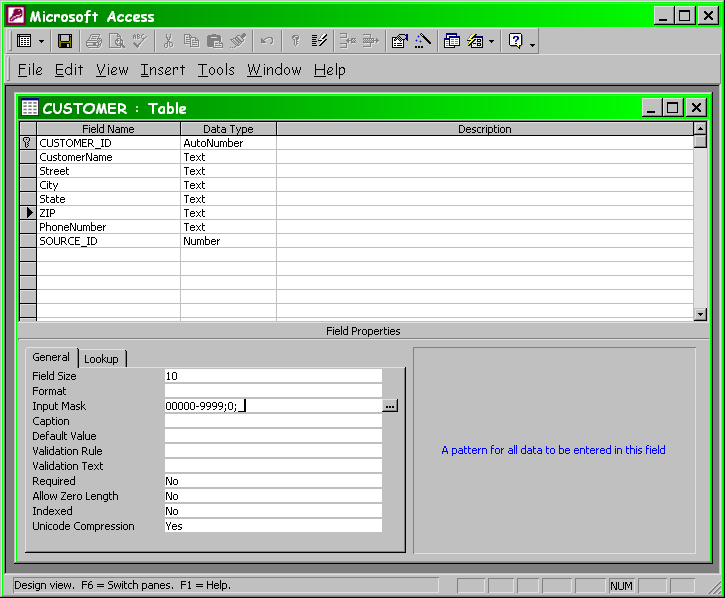 Microsoft Access
File Edit View Insert Tools Window Help
CUSTOMER : Table
Field Name Data Type Description
CUSTOMER_ID AutoNumber
CustomerName Text
Street Text
City Text
State Text
ZIP Text
PhoneNumber Text
SOURCE_ID Number
Field Properties
General Lookup
Field Size 10
Format
Input Mask 00000-9999;0;_ ...
Caption
Default Value
Validation Rule
Validation Text
Required No
Allow Zero Length No
Indexed No
Unicode Compression Yes
A pattern for all data to be entered in this field
Design view. F6 = Switch panes. F1 = Help. NUM